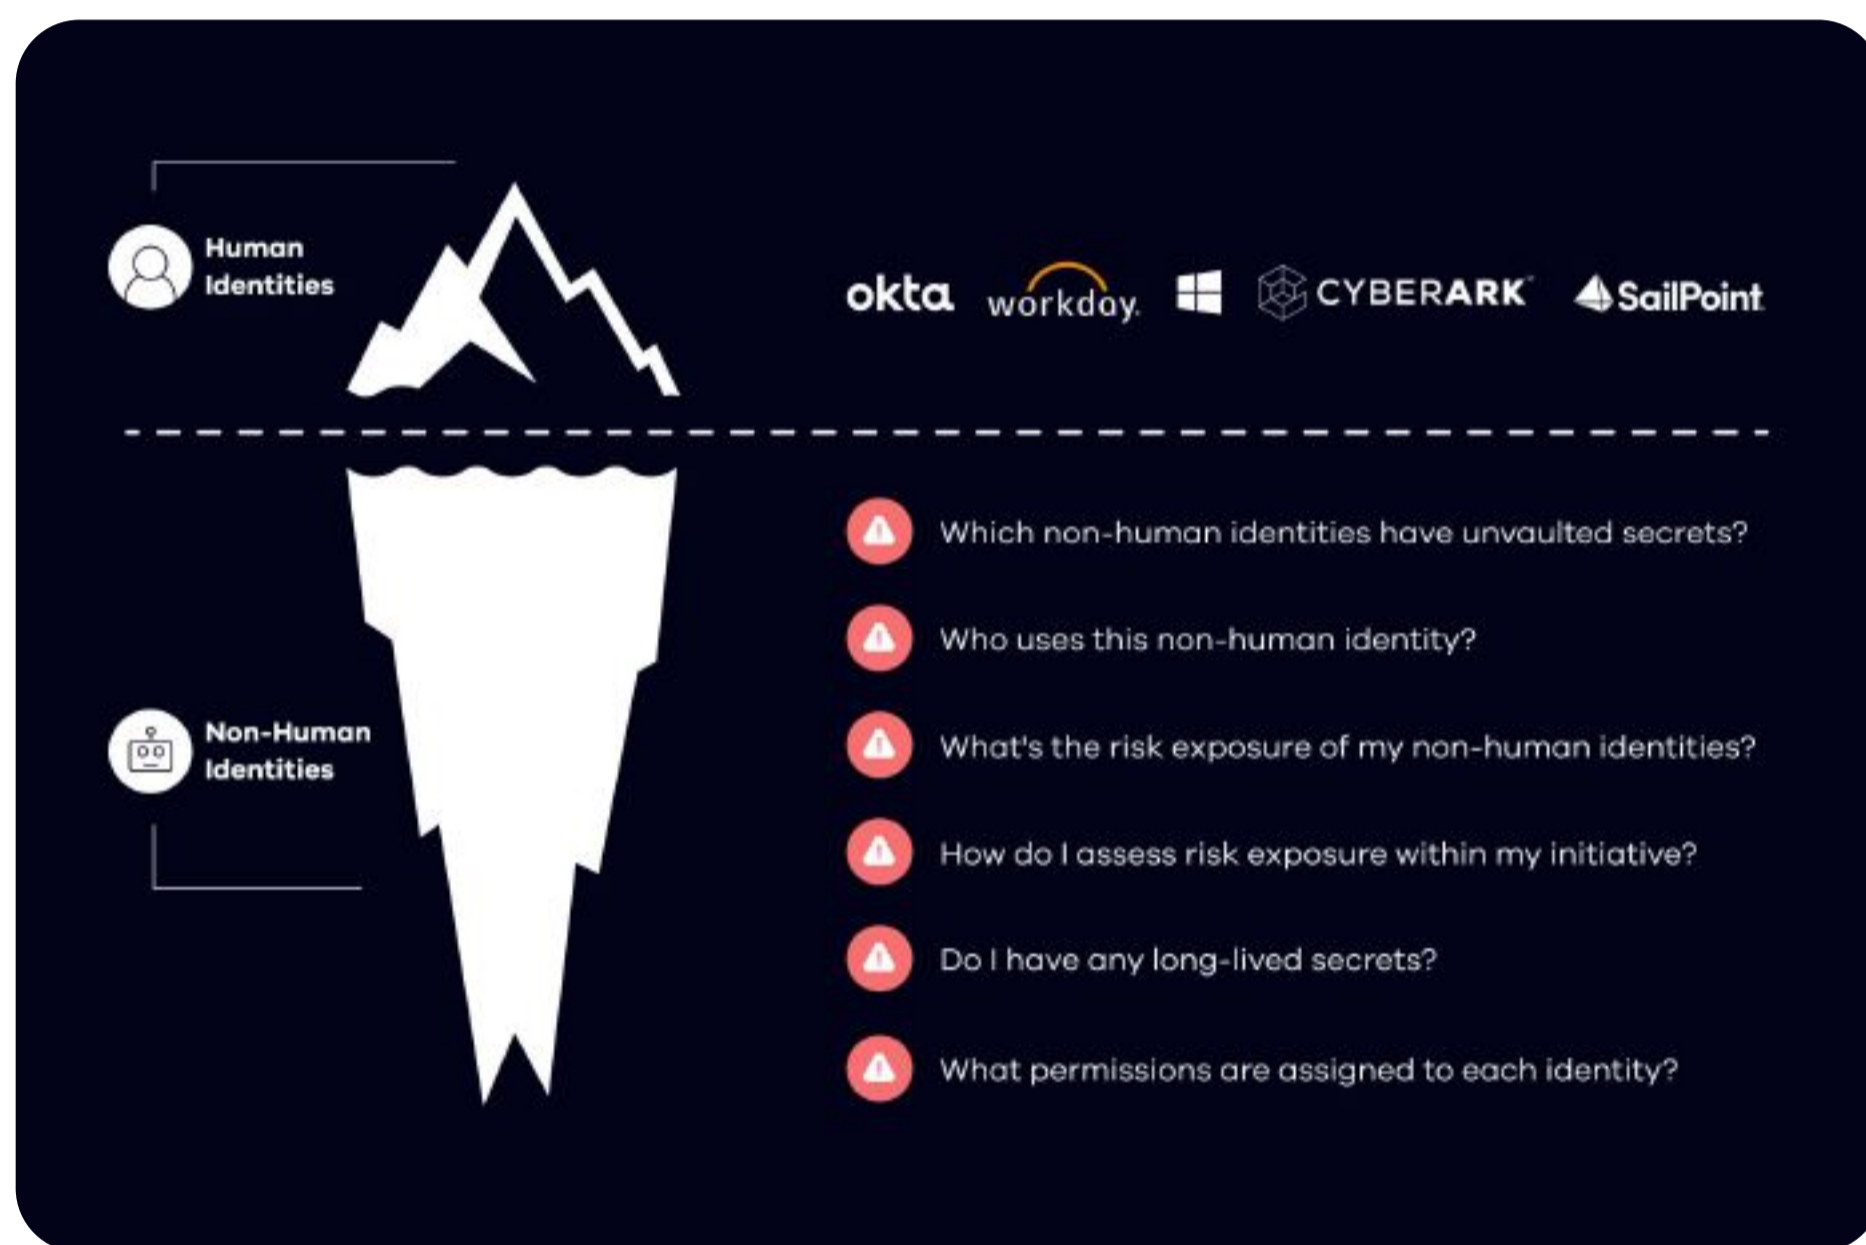 Human
Identities
okta
workday.
CYBERARK™
SailPoint
Which non-human identities have unvaulted secrets?
Who uses this non-human identity?
What's the risk exposure of my non-human identities?
Non-Human
Identities
How do I assess risk exposure within my initiative?
Do I have any long-lived secrets?
What permissions are assigned to each identity?